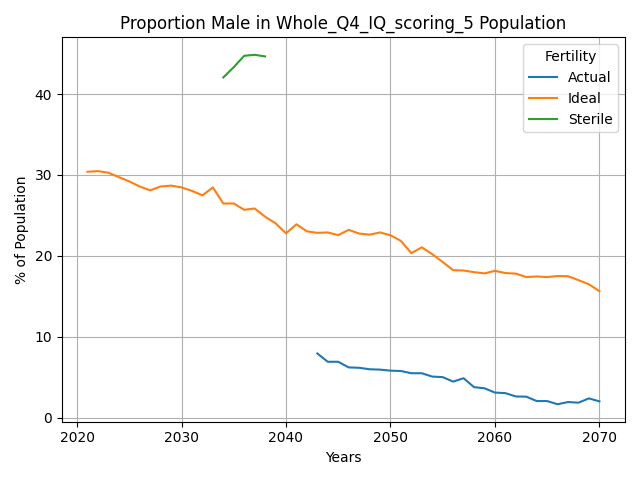 Proportion Male in Whole_Q4_IQ_scoring_5 Population
Fertility
Actual
Ideal
Sterile
% of Population
40
30
20
10
0
2020
2030
2040
2050
2060
2070
Years